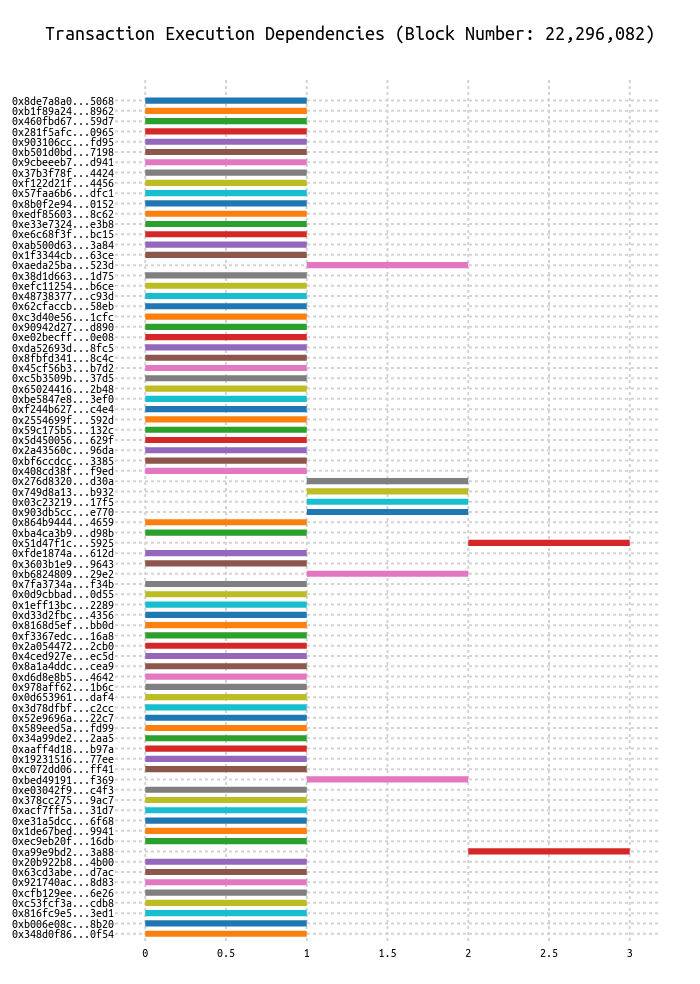 Transaction Execution Dependencies (Block Number: 22,296,082)
0x8de7a8a0...5068
0xb1f89a24...8962
0x460fbd67...59d7
0x281f5afc...0965
0x903106cc...fd95
0xb501d0bd...7198
0x9cbeeeb7...d941
0x37b3f78f...4424
0xf122d21f...4456
0x57faa6b6...dfc1
0x8b0f2e94...0152
0xedf85603...8c62
0xe33e7324...e3b8
0xe6c68f3f...bc15
0xab500d63...3a84
0x1f3344cb...63ce
0xaeda25ba...523d
0x38d1d663...1d75
0xefc11254...b6ce
0x48738377...c93d
0x62cfaccb...58eb
0xc3d40e56...1cfc
0x90942d27...d890
0xe02becff...0e08
0xda52693d...8fc5
0x8fbfd341...8c4c
0x45cf56b3...b7d2
0xc5b3509b...37d5
0x65024416...2b48
0xbe5847e8...3ef0
0xf244b627...c4e4
0x2554699f...592d
0x59c175b5...132c
0x5d450056...629f
0x2a43560c...96da
0xbf6ccdcc...3385
0x408cd38f...f9ed
0x276d8320...d30a
0x749d8a13...b932
0x03c23219...17f5
0x903db5cc...e770
0x864b9444...4659
0xba4ca3b9...d98b
0x51d47f1c...5925
0xfde1874a...612d
0x3603b1e9...9643
0xb6824809...29e2
0x7fa3734a...f34b
0x0d9cbbad...0d55
0x1eff13bc...2289
0xd33d2fbc...4356
0x8168d5ef...bb0d
0xf3367edc...16a8
0x2a054472...2cb0
0x4ced927e...ec5d
0x8a1a4ddc...cea9
0xd6d8e8b5...4642
0x978aff62...1b6c
0x0d653961...daf4
0x3d78dfbf...c2cc
0x52e9696a...22c7
0x589eed5a...fd99
0x34a99de2...2aa5
0xaaff4d18...b97a
0x19231516...77ee
0xc072dd06...ff41
0xbed49191...f369
0xe03042f9...c4f3
0x378cc275...9ac7
0xacf7ff5a...31d7
0xe31a5dcc...6f68
0x1de67bed...9941
0xec9eb20f...16db
0xa99e9bd2...3a88
0x20b922b8...4b00
0x63cd3abe...d7ac
0x921740ac...8d83
0xcfb129ee...6e26
0xc53fcf3a...cdb8
0x816fc9e5...3ed1
0xb006e08c...8b20
0x348d0f86...0f54
0 0.5 1 1.5 2 2.5 3